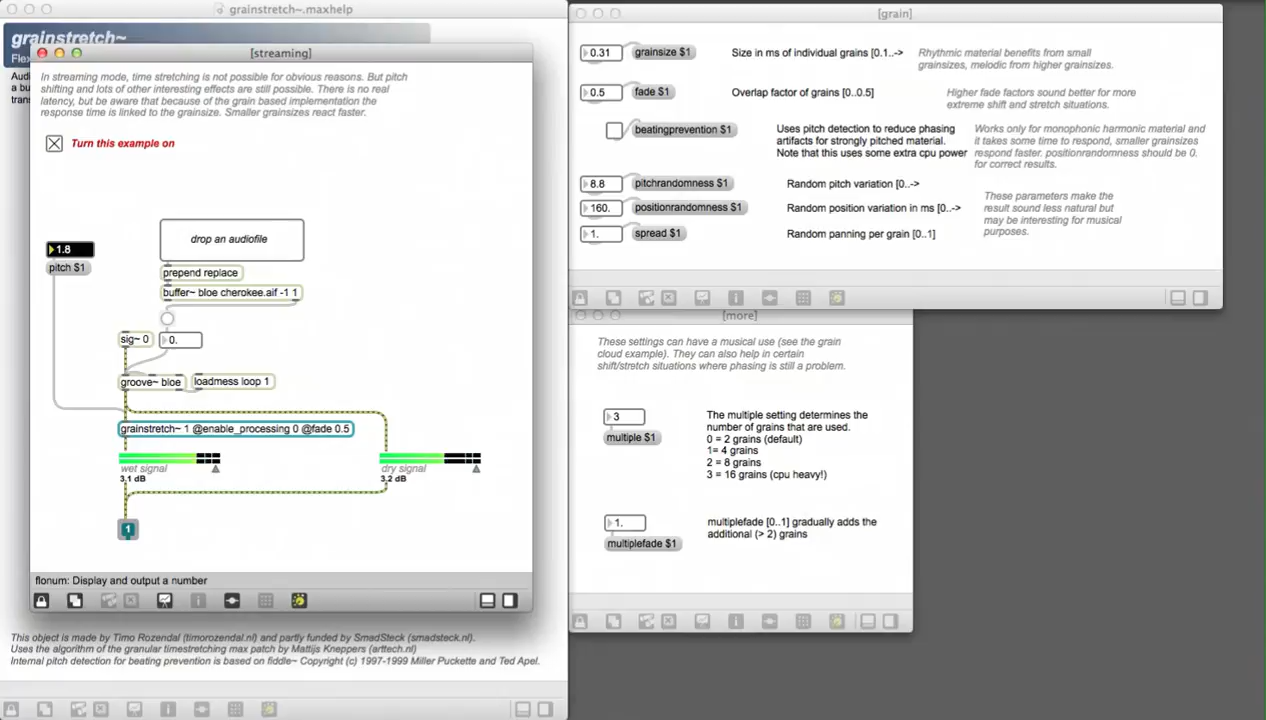 grainstretch~.maxhelp
grainstretch~
Flex
Audi
a bu
trans
[streaming]
In streaming mode, time stretching is not possible for obvious reasons. But pitch
shifting and lots of other interesting effects are still possible. There is no real
latency, but be aware that because of the grain based implementation the
response time is linked to the grainsize. Smaller grainsizes react faster.
Turn this example on
drop an audiofile
1.8
pitch $1
prepend replace
buffer~ bloe cherokee.aif -1 1
sig~ 0
0.
groove~ bloe
loadmess loop 1
grainstretch~ 1 @enable_processing 0 @fade 0.5
wet signal
3.1 dB
dry signal
3.2 dB
1
flonum: Display and output a number
This object is made by Timo Rozendal (timorozendal.nl) and partly funded by SmadSteck (smadsteck.nl).
Uses the algorithm of the granular timestretching max patch by Mattijs Kneppers (arttech.nl)
Internal pitch detection for beating prevention is based on fiddle~ Copyright (c) 1997-1999 Miller Puckette and Ted Apel.
[grain]
0.31
grainsize $1
Size in ms of individual grains [0.1..->
Rhythmic material benefits from small
grainsizes, melodic from higher grainsizes.
0.5
fade $1
Overlap factor of grains [0..0.5]
Higher fade factors sound better for more
extreme shift and stretch situations.
beatingprevention $1
Uses pitch detection to reduce phasing
artifacts for strongly pitched material.
Note that this uses some extra cpu power
Works only for monophonic harmonic material and
it takes some time to respond, smaller grainsizes
respond faster. positionrandomness should be 0.
for correct results.
8.8
pitchrandomness $1
Random pitch variation [0..->
160.
positionrandomness $1
Random position variation in ms [0..->
1.
spread $1
Random panning per grain [0..1]
These parameters make the
result sound less natural but
may be interesting for musical
purposes.
[more]
These settings can have a musical use (see the grain
cloud example). They can also help in certain
shift/stretch situations where phasing is still a problem.
3
multiple $1
The multiple setting determines the
number of grains that are used.
0 = 2 grains (default)
1= 4 grains
2 = 8 grains
3 = 16 grains (cpu heavy!)
1.
multiplefade $1
multiplefade [0..1] gradually adds the
additional (> 2) grains